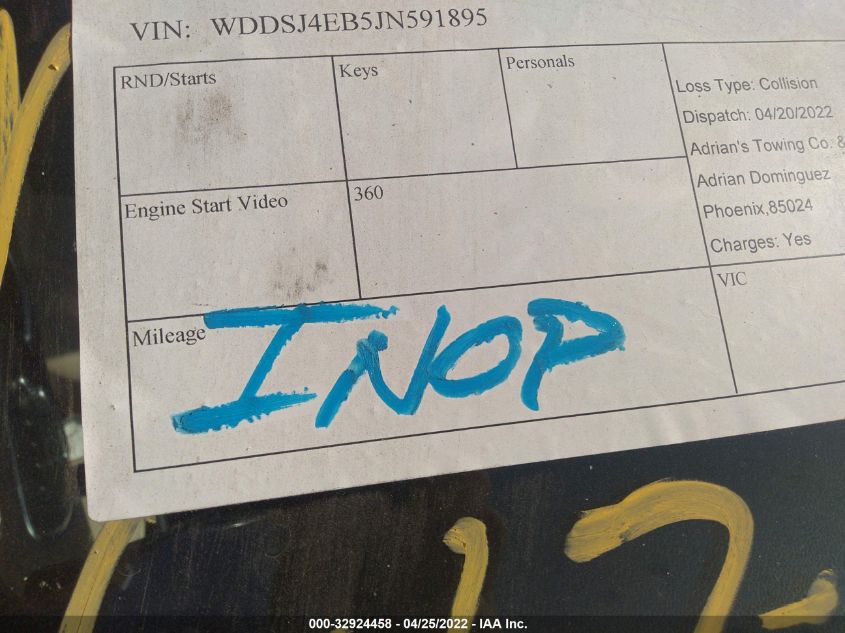 VIN: WDDSJ4EB5JN591895
RND/Starts
Keys
Personals
Loss Type: Collision
Dispatch: 04/20/2022
Adrian's Towing Co. &
Adrian Dominguez
Phoenix,85024
Charges: Yes
Engine Start Video
360
Mileage
INOP
VIC
000-32924458 - 04/25/2022 - IAA Inc.